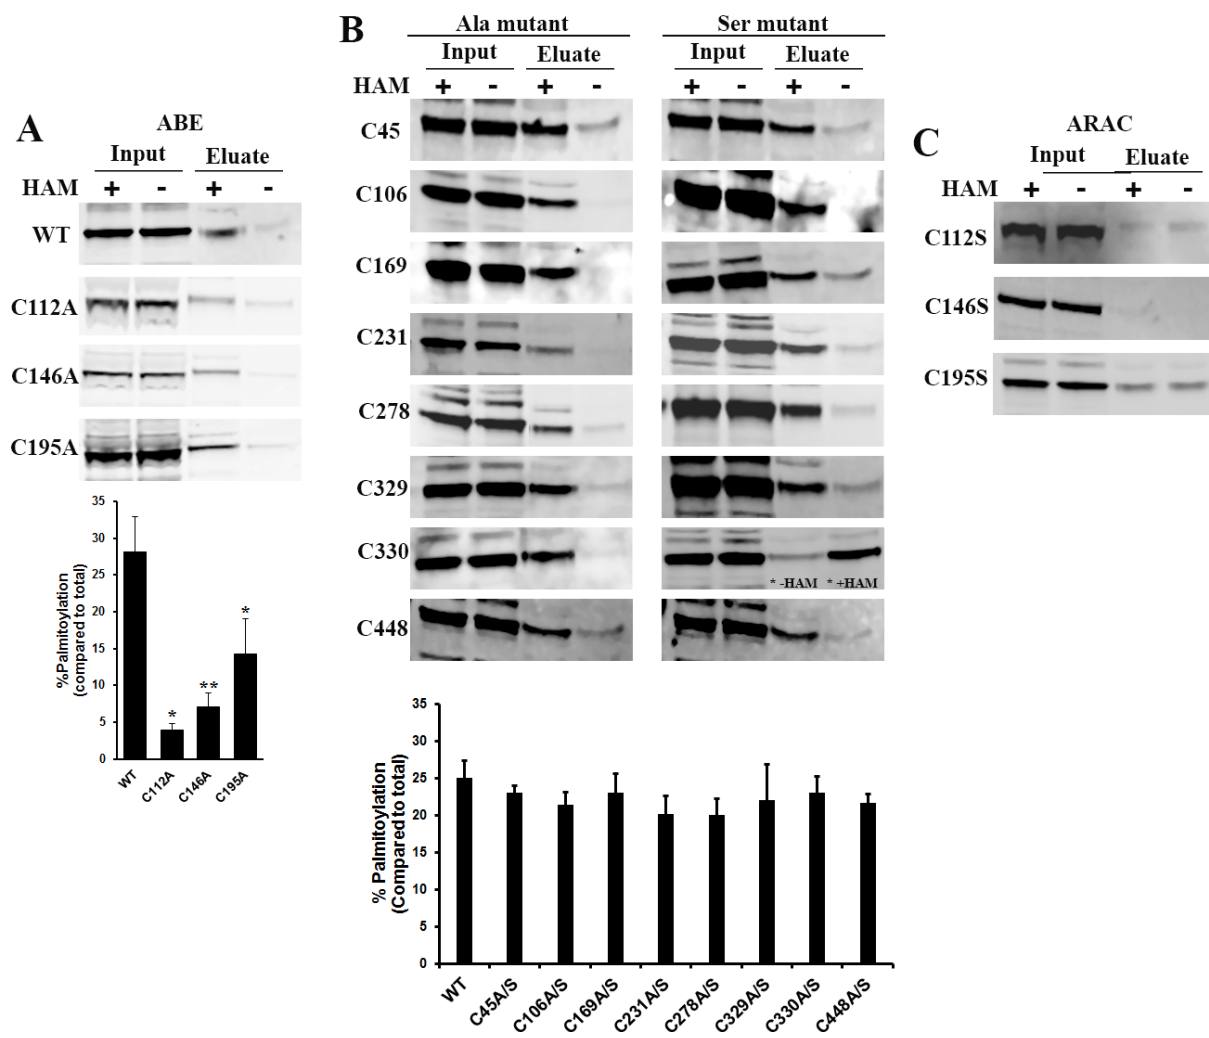 A
ABE
Input Eluate
HAM + - + -
WT
C112A
C146A
C195A
%Palmitoylation
(compared to total)
35
30
25
20
15
10
5
0
*
**
*
WT C112A C146A C195A
B
Ala mutant Ser mutant
Input Eluate Input Eluate
HAM + - + - + - + -
C45
C106
C169
C231
C278
C329
C330
* -HAM * +HAM
C448
% Palmitoylation
(Compared to total)
35
30
25
20
15
10
5
0
WT C45A/S C106A/S C169A/S C231A/S C278A/S C329A/S C330A/S C448A/S
C
ARAC
Input Eluate
HAM + - + -
C112S
C146S
C195S